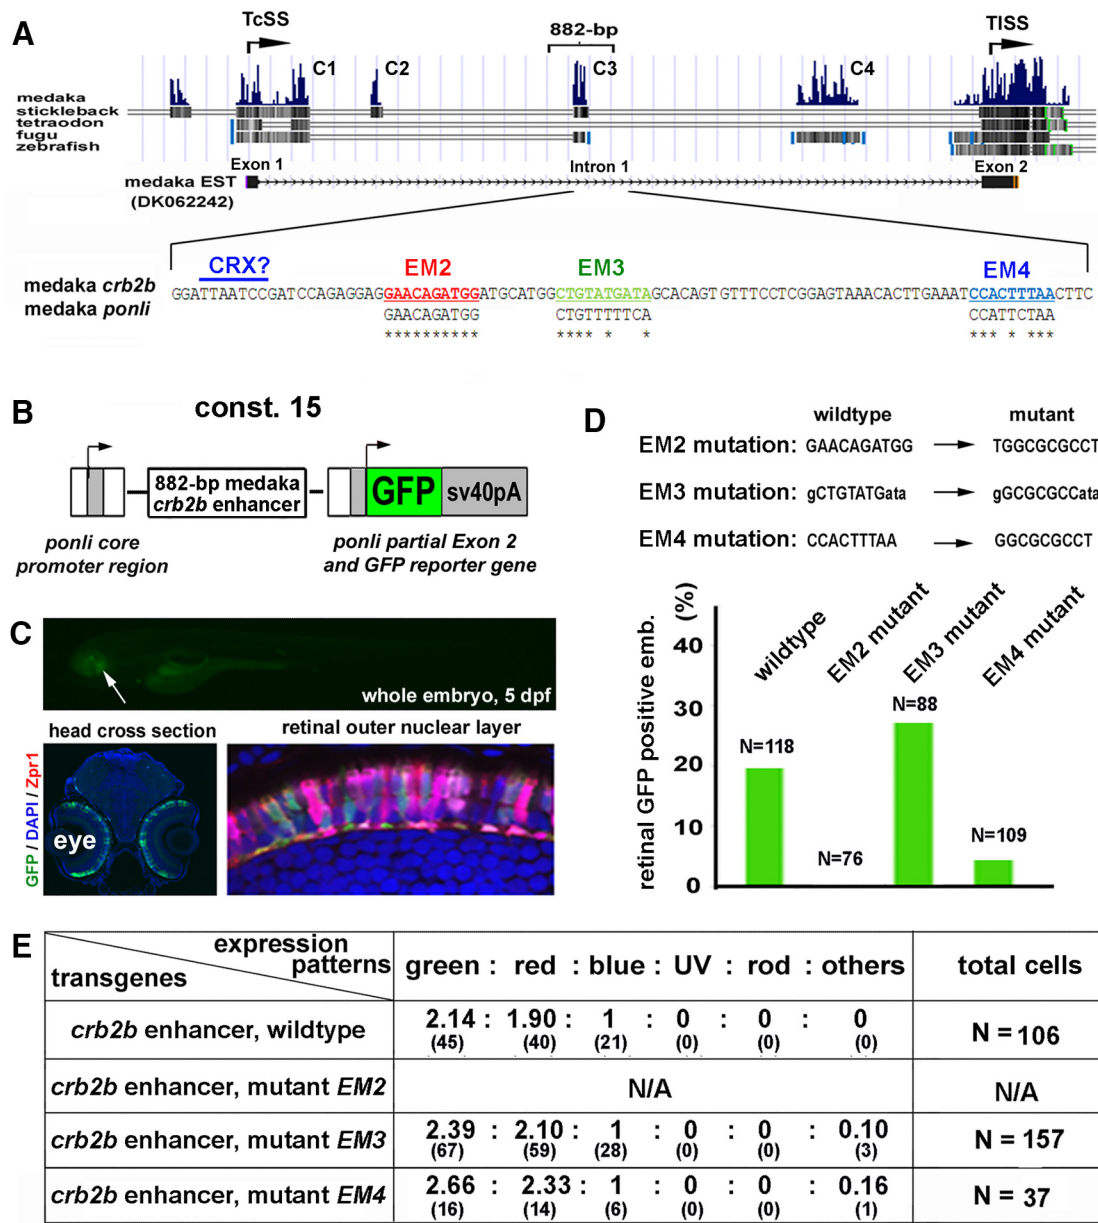 A
TcSS
882-bp
TlSS
C1
C2
C3
C4
medaka
stickleback
tetraodon
fugu
zebrafish
Exon 1
Intron 1
Exon 2
medaka EST
(DK062242)
CRX?
EM2
EM3
EM4
medaka crb2b
GGATTAATCCGATCCAGAGGAGGAACAGATGGATGCATGGCTGTATGATAGCACAGTGTTTCCTCGGAGTAAACACTTGAAATCCACTTTAACTTC
medaka ponli
GAACAGATGG
CTGTTTTTCA
CCATTCTAA
**********
**** * *
*** * ***
B
const. 15
882-bp medaka
crb2b enhancer
GFP
sv40pA
ponli core
promoter region
ponli partial Exon 2
and GFP reporter gene
C
whole embryo, 5 dpf
head cross section
retinal outer nuclear layer
GFP / DAPI / Zpr1
eye
D
wildtype
mutant
EM2 mutation: GAACAGATGG TGGCGCGCCT
EM3 mutation: gCTGTATGata gGCGCGCCata
EM4 mutation: CCACTTTAA GGCGCGCCT
retinal GFP positive emb. (%)
40
30
20
10
0
wildtype
EM2 mutant
EM3 mutant
EM4 mutant
N=118
N=76
N=88
N=109
E
expression
patterns
transgenes
green : red : blue : UV : rod : others
total cells
crb2b enhancer, wildtype
2.14 : 1.90 : 1 : 0 : 0 : 0
(45) (40) (21) (0) (0) (0)
N = 106
crb2b enhancer, mutant EM2
N/A
N/A
crb2b enhancer, mutant EM3
2.39 : 2.10 : 1 : 0 : 0 : 0.10
(67) (59) (28) (0) (0) (3)
N = 157
crb2b enhancer, mutant EM4
2.66 : 2.33 : 1 : 0 : 0 : 0.16
(16) (14) (6) (0) (0) (1)
N = 37